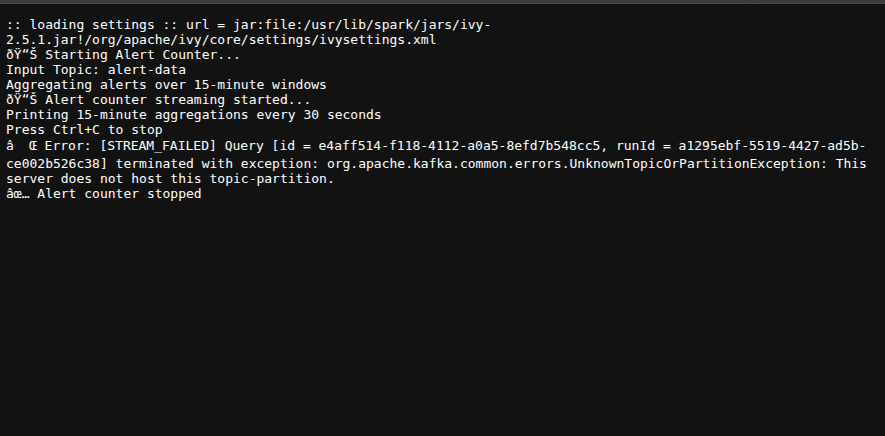 :: loading settings :: url = jar:file:/usr/lib/spark/jars/ivy-
2.5.1.jar!/org/apache/ivy/core/settings/ivysettings.xml
ðŸ“Š Starting Alert Counter...
Input Topic: alert-data
Aggregating alerts over 15-minute windows
ðŸ“Š Alert counter streaming started...
Printing 15-minute aggregations every 30 seconds
Press Ctrl+C to stop
â Œ Error: [STREAM_FAILED] Query [id = e4aff514-f118-4112-a0a5-8efd7b548cc5, runId = a1295ebf-5519-4427-ad5b-
ce002b526c38] terminated with exception: org.apache.kafka.common.errors.UnknownTopicOrPartitionException: This
server does not host this topic-partition.
âœ… Alert counter stopped